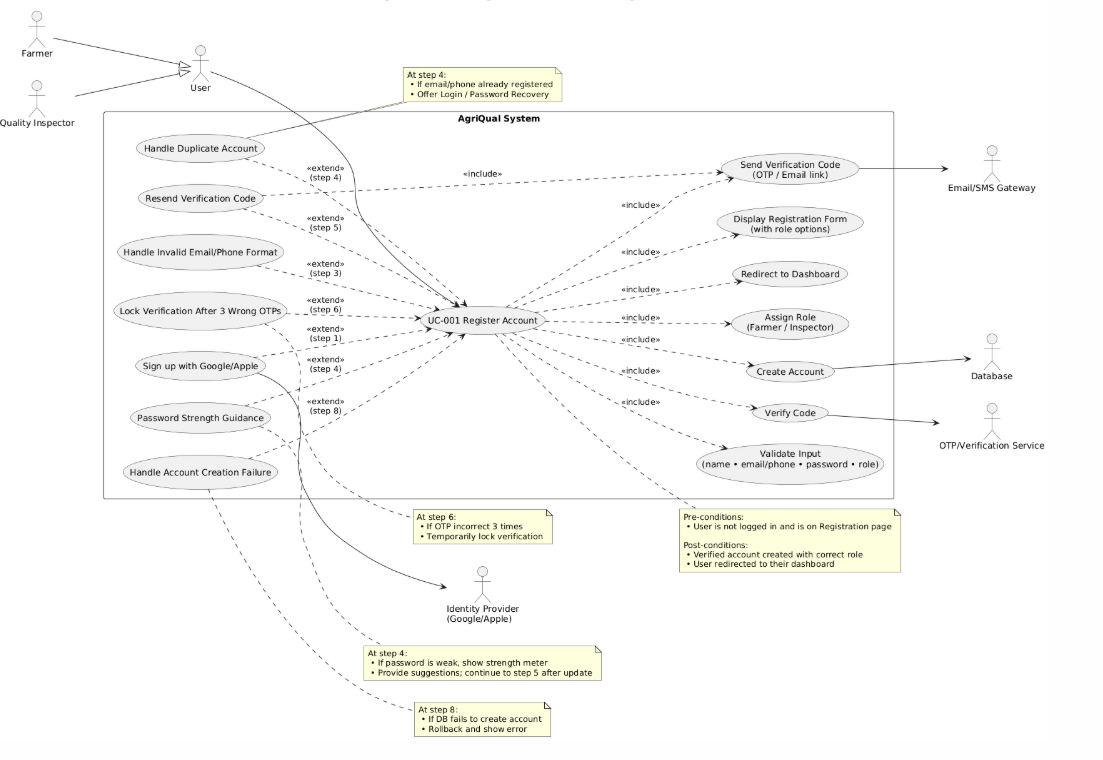 Farmer
User
Quality Inspector
At step 4:
• If email/phone already registered
• Offer Login / Password Recovery
AgriQual System
Handle Duplicate Account
Resend Verification Code
Handle Invalid Email/Phone Format
Lock Verification After 3 Wrong OTPs
Sign up with Google/Apple
Password Strength Guidance
Handle Account Creation Failure
«extend»
(step 4)
«extend»
(step 5)
«extend»
(step 3)
«extend»
(step 6)
«extend»
(step 1)
«extend»
(step 4)
«extend»
(step 8)
«include»
UC-001 Register Account
«include»
«include»
«include»
«include»
«include»
«include»
«include»
Send Verification Code
(OTP / Email link)
Display Registration Form
(with role options)
Redirect to Dashboard
Assign Role
(Farmer / Inspector)
Create Account
Verify Code
Validate Input
(name • email/phone • password • role)
Email/SMS Gateway
Database
OTP/Verification Service
At step 6:
• If OTP incorrect 3 times
• Temporarily lock verification
Pre-conditions:
• User is not logged in and is on Registration page
Post-conditions:
• Verified account created with correct role
• User redirected to their dashboard
Identity Provider
(Google/Apple)
At step 4:
• If password is weak, show strength meter
• Provide suggestions; continue to step 5 after update
At step 8:
• If DB fails to create account
• Rollback and show error